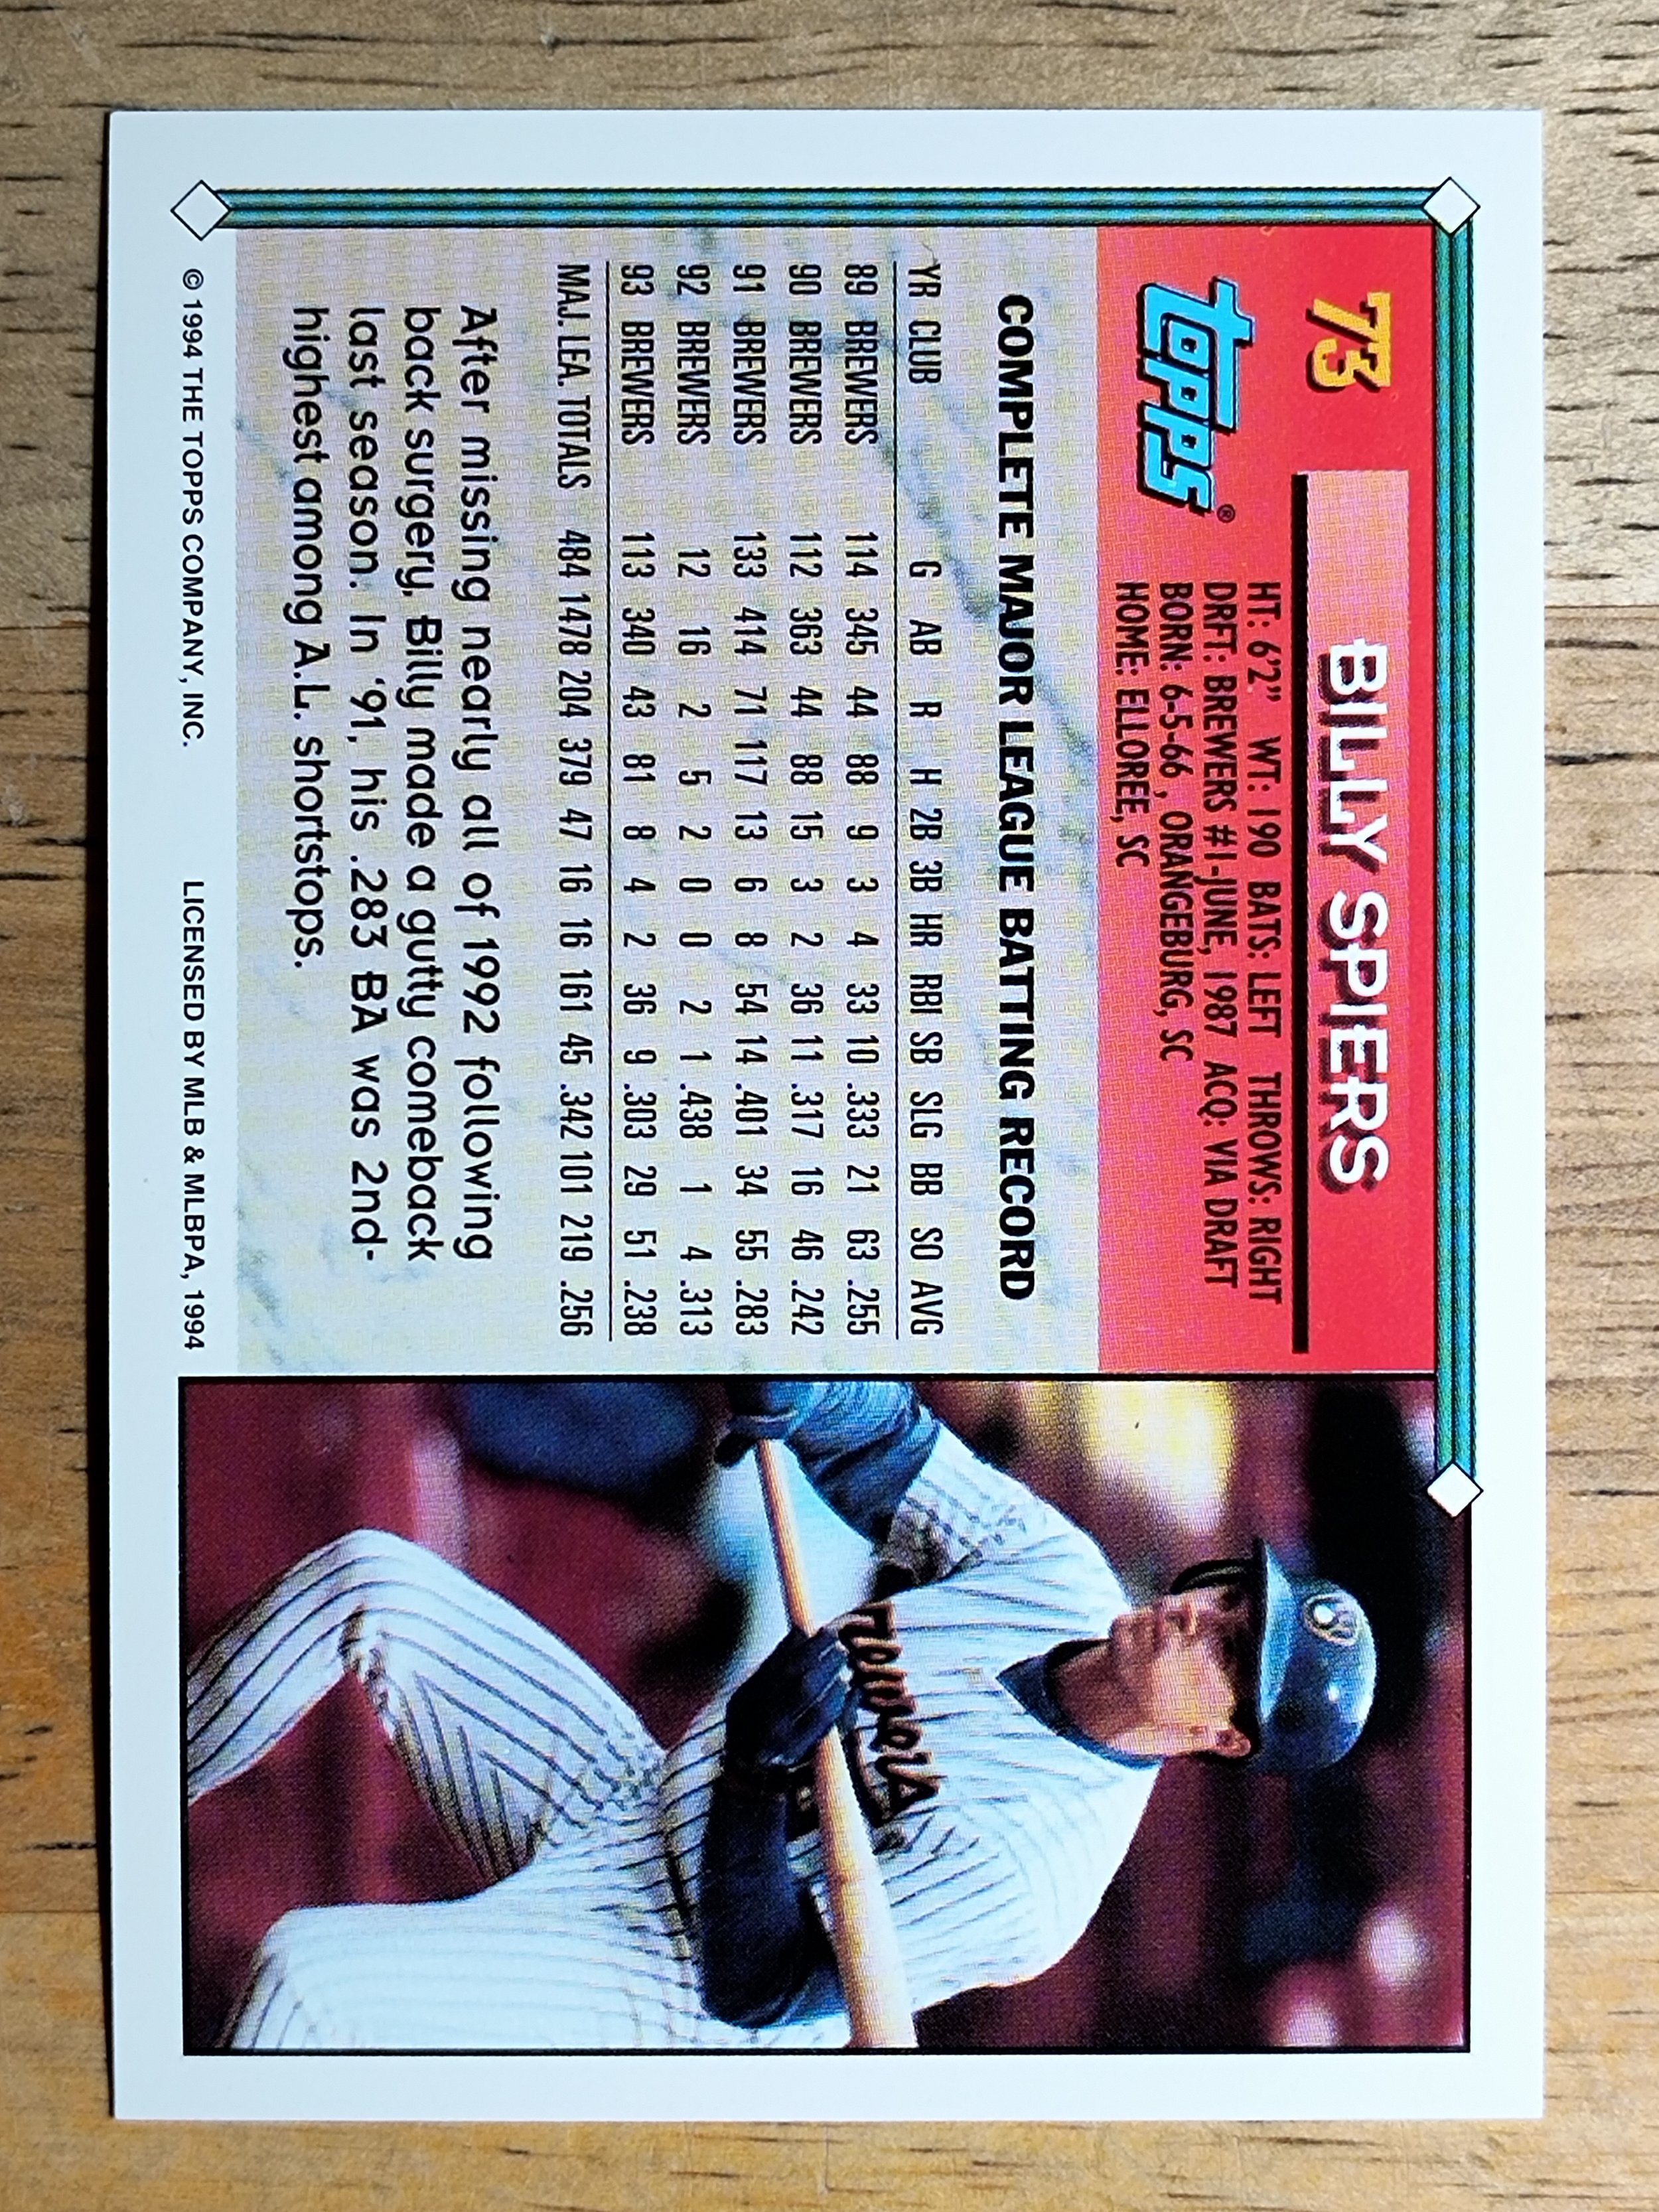 73
BILLY SPIERS
TOPPS®
HT: 6'2" WT: 190 BATS: LEFT THROWS: RIGHT
DRFT: BREWERS #1-JUNE, 1987 ACQ: VIA DRAFT
BORN: 6-5-66, ORANGEBURG, SC
HOME: ELLOREE, SC
COMPLETE MAJOR LEAGUE BATTING RECORD
YR CLUB G AB R H 2B 3B HR RBI SB SLG BB SO AVG
89 BREWERS 114 345 44 88 9 3 4 33 10 .333 21 63 .255
90 BREWERS 112 363 44 88 15 3 2 36 11 .317 16 46 .242
91 BREWERS 133 414 71 117 13 6 8 54 14 .401 34 55 .283
92 BREWERS 12 16 2 5 2 0 0 2 1 .438 1 4 .313
93 BREWERS 113 340 43 81 8 4 2 36 9 .303 29 51 .238
MAJ. LEA. TOTALS 484 1478 204 379 47 16 16 161 45 .342 101 219 .256
After missing nearly all of 1992 following
back surgery, Billy made a gutty comeback
last season. In '91, his .283 BA was 2nd-
highest among A.L. shortstops.
© 1994 THE TOPPS COMPANY, INC. LICENSED BY MLB & MLBPA, 1994
Brewers